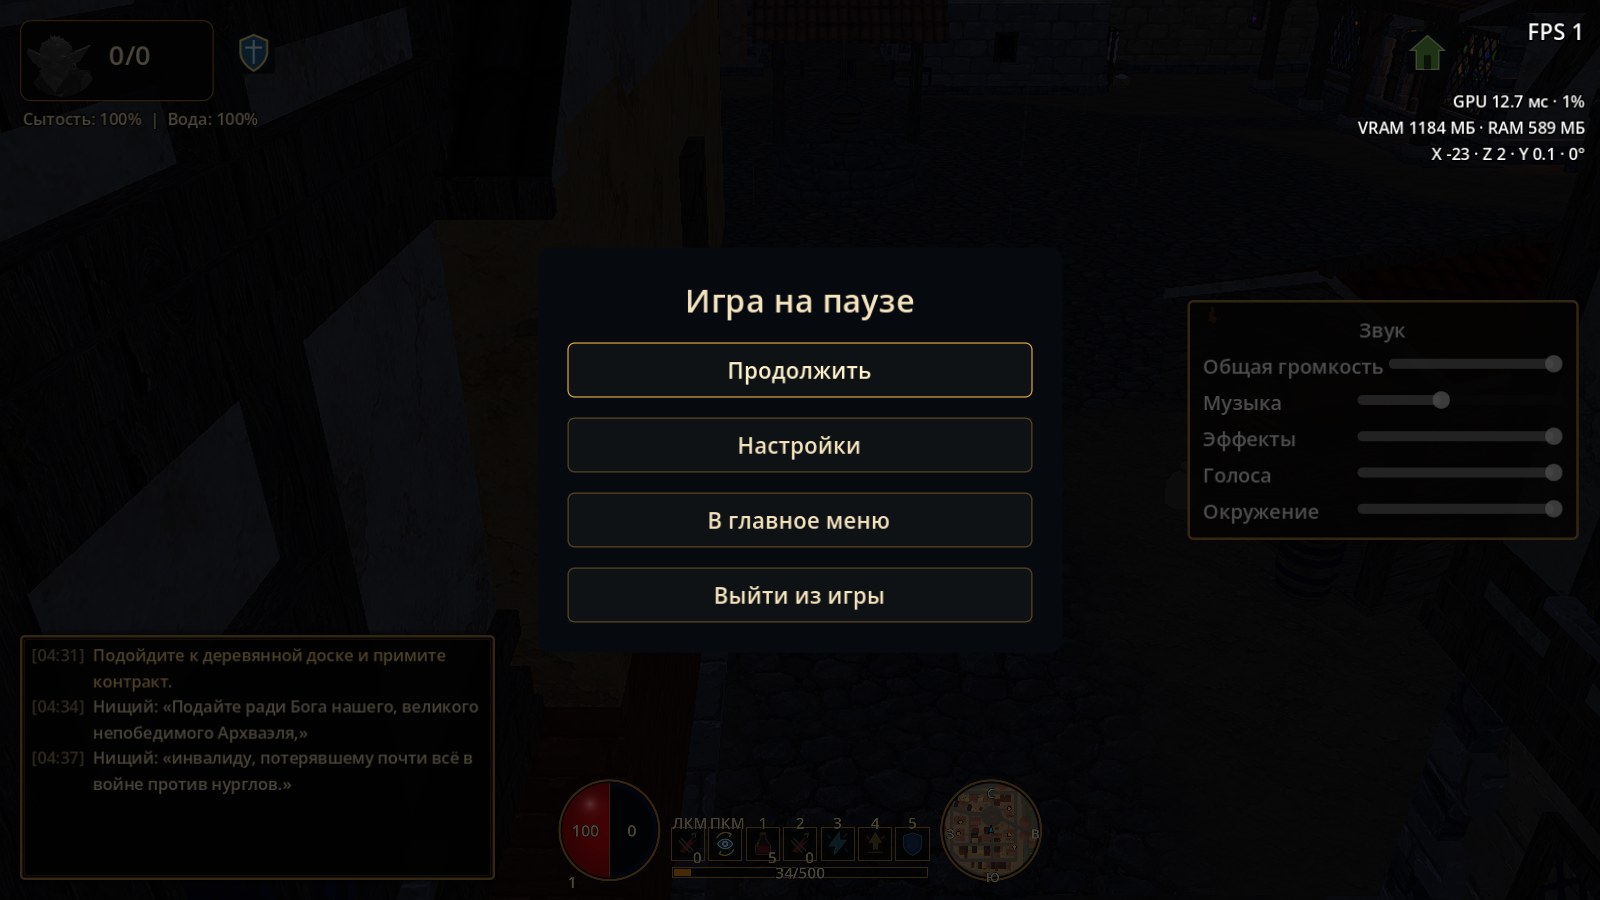 0/0
Сытость: 100% | Вода: 100%
FPS 1
GPU 12.7 мс · 1%
VRAM 1184 МБ · RAM 589 МБ
X -23 · Z 2 · Y 0.1 · 0°
Игра на паузе
Продолжить
Настройки
В главное меню
Выйти из игры
Звук
Общая громкость
Музыка
Эффекты
Голоса
Окружение
[04:31] Подойдите к деревянной доске и примите
контракт.
[04:34] Нищий: «Подайте ради Бога нашего, великого
непобедимого Архваэля,»
[04:37] Нищий: «инвалиду, потерявшему почти всё в
войне против нурглов.»
100 0
1
ЛКМ ПКМ 1 2 3 4 5
0 5 0
34/500
С
З В
Ю